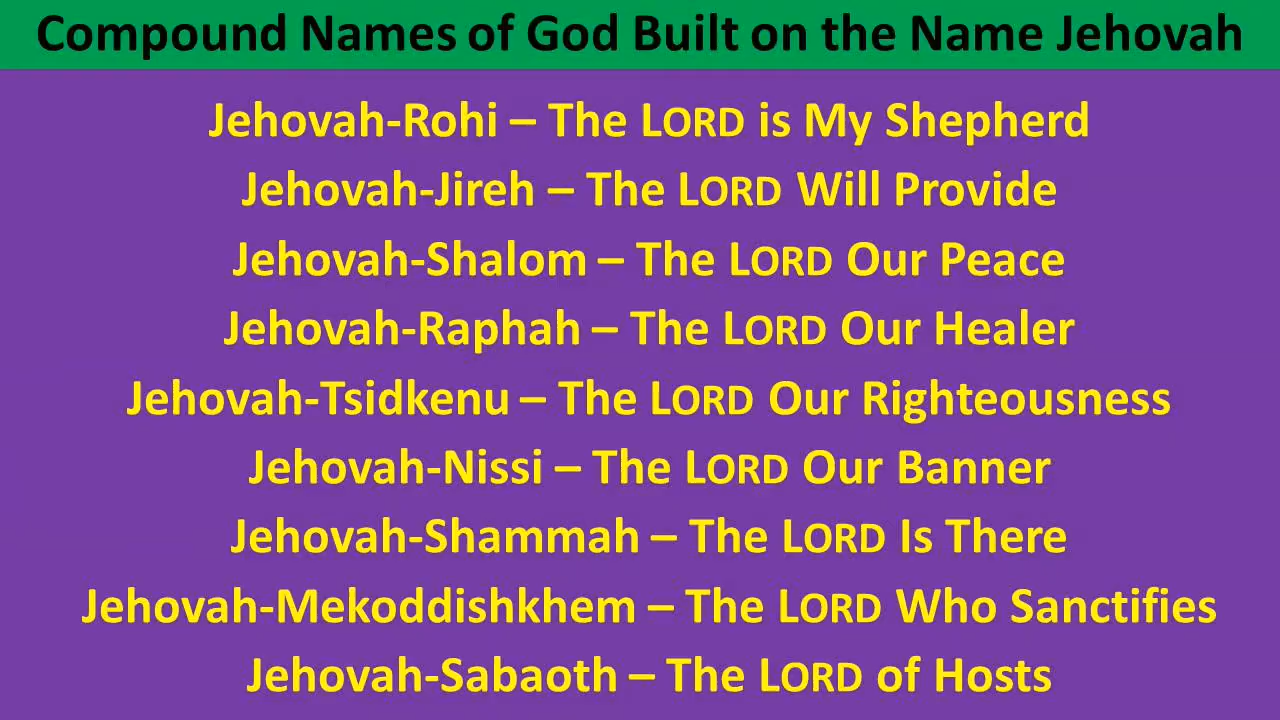 Compound Names of God Built on the Name Jehovah
Jehovah-Rohi – The LORD is My Shepherd
Jehovah-Jireh – The LORD Will Provide
Jehovah-Shalom – The LORD Our Peace
Jehovah-Raphah – The LORD Our Healer
Jehovah-Tsidkenu – The LORD Our Righteousness
Jehovah-Nissi – The LORD Our Banner
Jehovah-Shammah – The LORD Is There
Jehovah-Mekoddishkhem – The LORD Who Sanctifies
Jehovah-Sabaoth – The LORD of Hosts